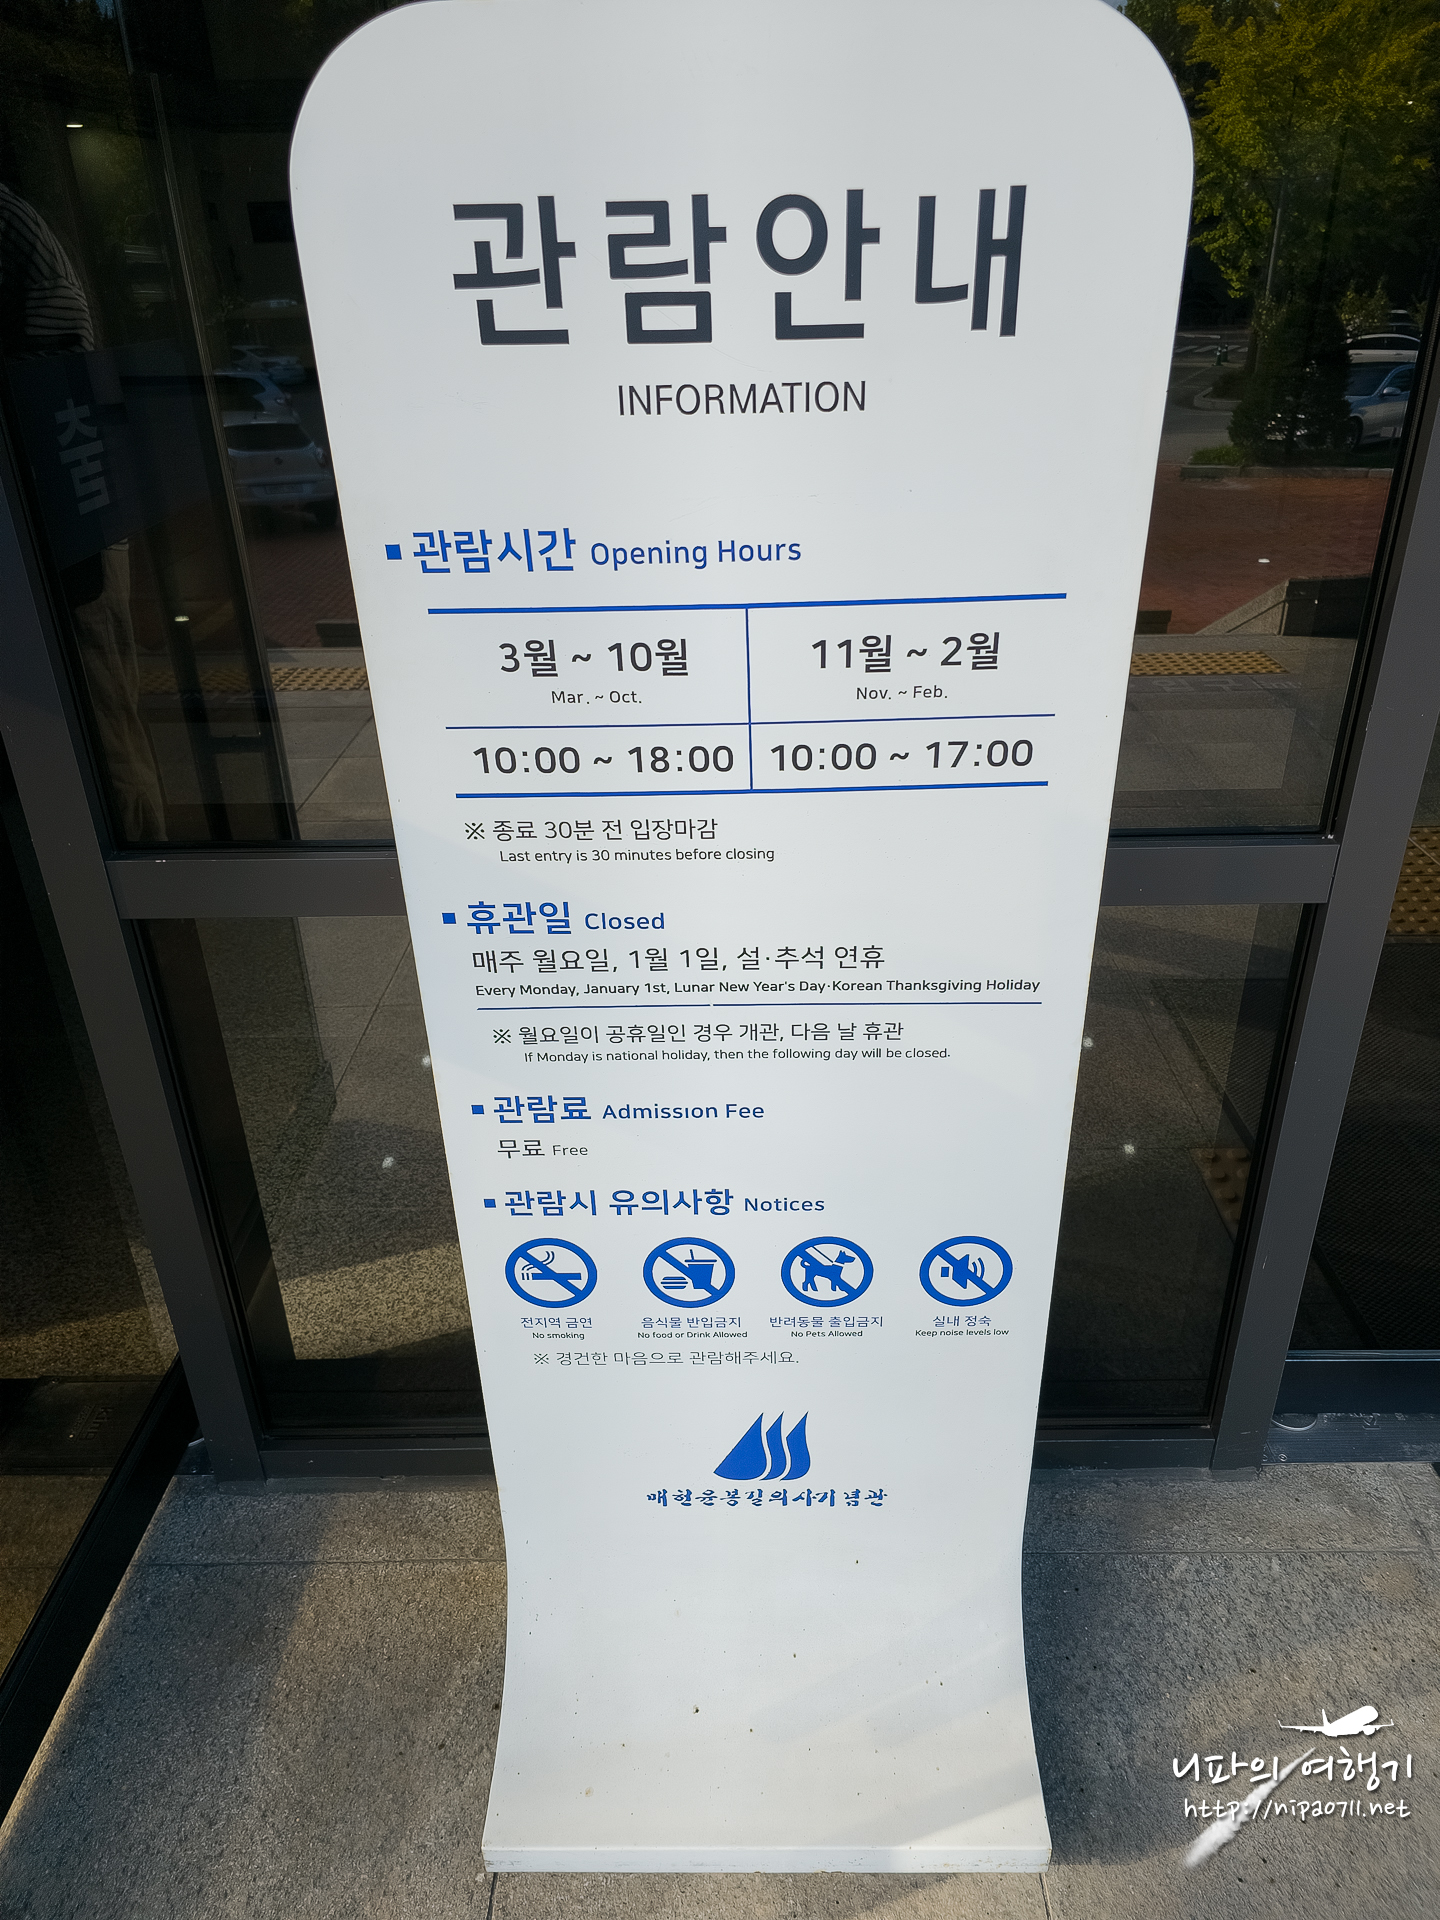 관람안내
INFORMATION
출
■ 관람시간 Opening Hours
3월 ~ 10월
Mar. ~ Oct.
11월 ~ 2월
Nov. ~ Feb.
10:00 ~ 18:00
10:00 ~ 17:00
※ 종료 30분 전 입장마감
Last entry is 30 minutes before closing
■ 휴관일 Closed
매주 월요일, 1월 1일, 설·추석 연휴
Every Monday, January 1st, Lunar New Year's Day·Korean Thanksgiving Holiday
※ 월요일이 공휴일인 경우 개관, 다음 날 휴관
If Monday is national holiday, then the following day will be closed.
■ 관람료 Admission Fee
무료 Free
■ 관람시 유의사항 Notices
전지역 금연
No smoking
음식물 반입금지
No food or Drink Allowed
반려동물 출입금지
No Pets Allowed
실내 정숙
Keep noise levels low
※ 경건한 마음으로 관람해주세요.
매헌윤봉길의사기념관
니파의 여행기
http://nipa0711.net